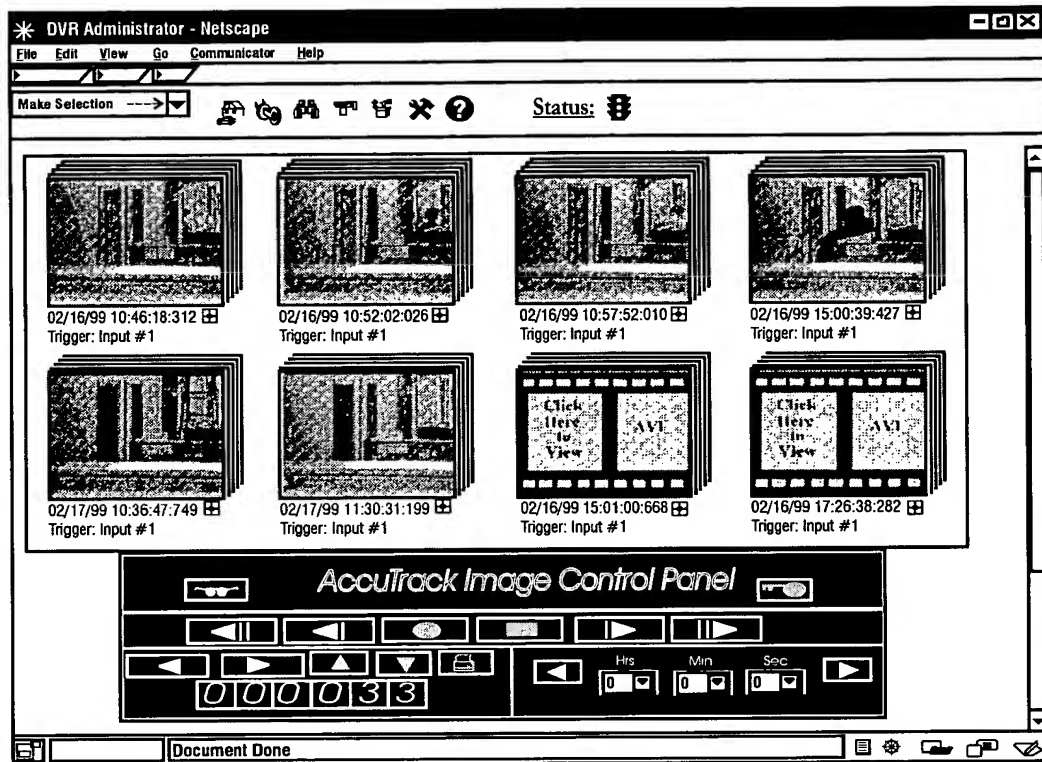 DVR Administrator - Netscape
File Edit View Go Communicator Help
Make Selection --->
Status:
02/16/99 10:46:18:312
Trigger: Input #1
02/16/99 10:52:02:026
Trigger: Input #1
02/16/99 10:57:52:010
Trigger: Input #1
02/16/99 15:00:39:427
Trigger: Input #1
02/17/99 10:36:47:749
Trigger: Input #1
02/17/99 11:30:31:199
Trigger: Input #1
Click Here to View
AVI
02/16/99 15:01:00:668
Trigger: Input #1
Click Here to View
AVI
02/16/99 17:26:38:282
Trigger: Input #1
AccuTrack Image Control Panel
Hrs Min Sec
0 0 0
000033
Document Done